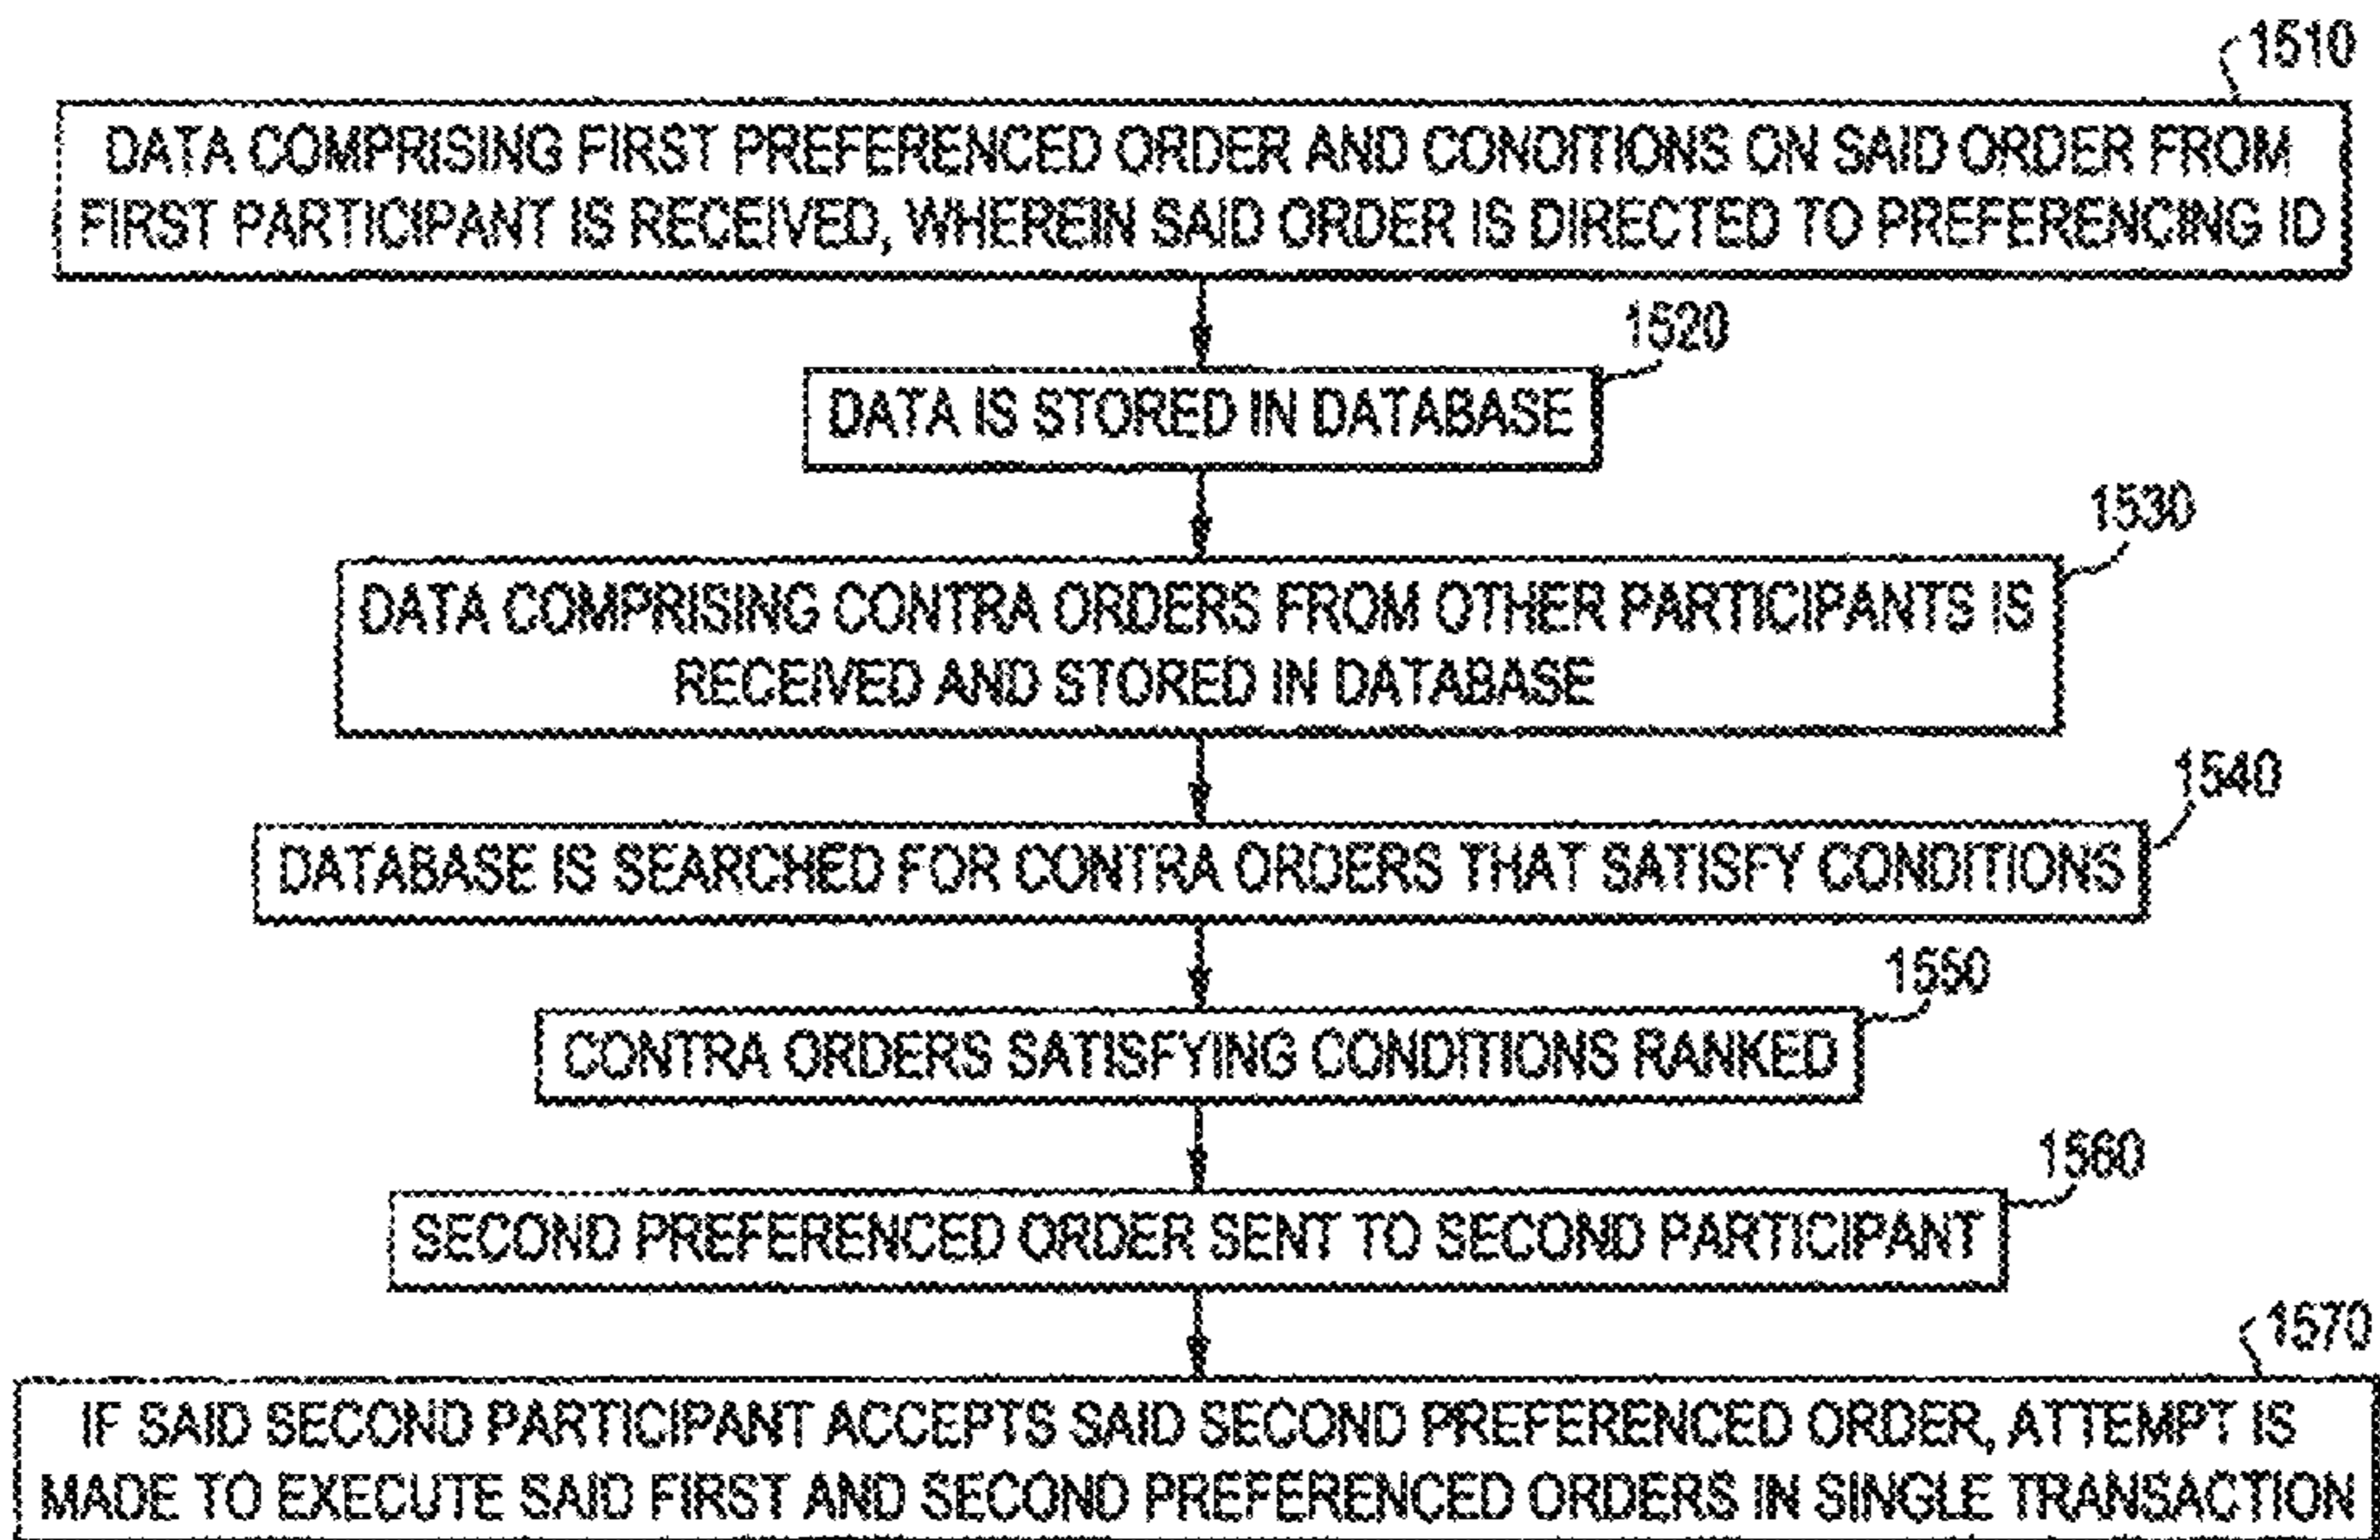 1510
DATA COMPRISING FIRST PREFERENCED ORDER AND CONDITIONS ON SAID ORDER FROM
FIRST PARTICIPANT IS RECEIVED, WHEREIN SAID ORDER IS DIRECTED TO PREFERENCING ID
1520
DATA IS STORED IN DATABASE
1530
DATA COMPRISING CONTRA ORDERS FROM OTHER PARTICIPANTS IS
RECEIVED AND STORED IN DATABASE
1540
DATABASE IS SEARCHED FOR CONTRA ORDERS THAT SATISFY CONDITIONS
1550
CONTRA ORDERS SATISFYING CONDITIONS RANKED
1560
SECOND PREFERENCED ORDER SENT TO SECOND PARTICIPANT
1570
IF SAID SECOND PARTICIPANT ACCEPTS SAID SECOND PREFERENCED ORDER, ATTEMPT IS
MADE TO EXECUTE SAID FIRST AND SECOND PREFERENCED ORDERS IN SINGLE TRANSACTION